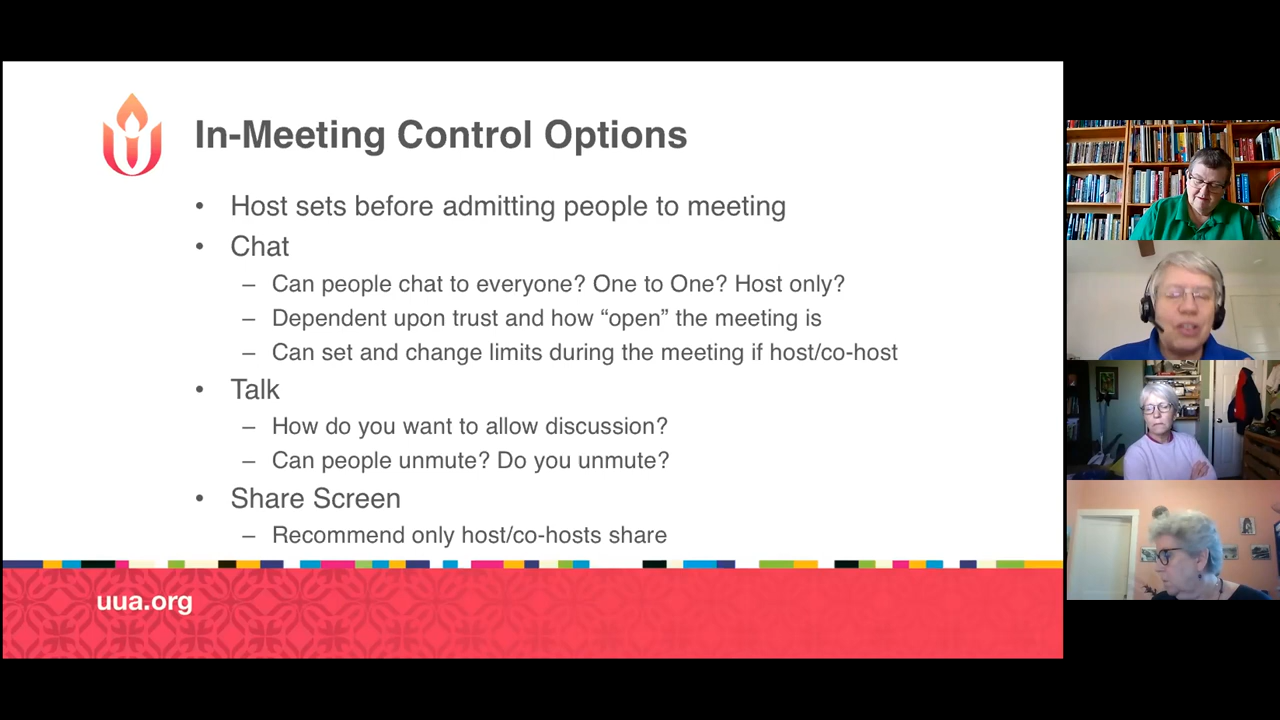 In-Meeting Control Options
• Host sets before admitting people to meeting
• Chat
– Can people chat to everyone? One to One? Host only?
– Dependent upon trust and how “open” the meeting is
– Can set and change limits during the meeting if host/co-host
• Talk
– How do you want to allow discussion?
– Can people unmute? Do you unmute?
• Share Screen
– Recommend only host/co-hosts share
uua.org